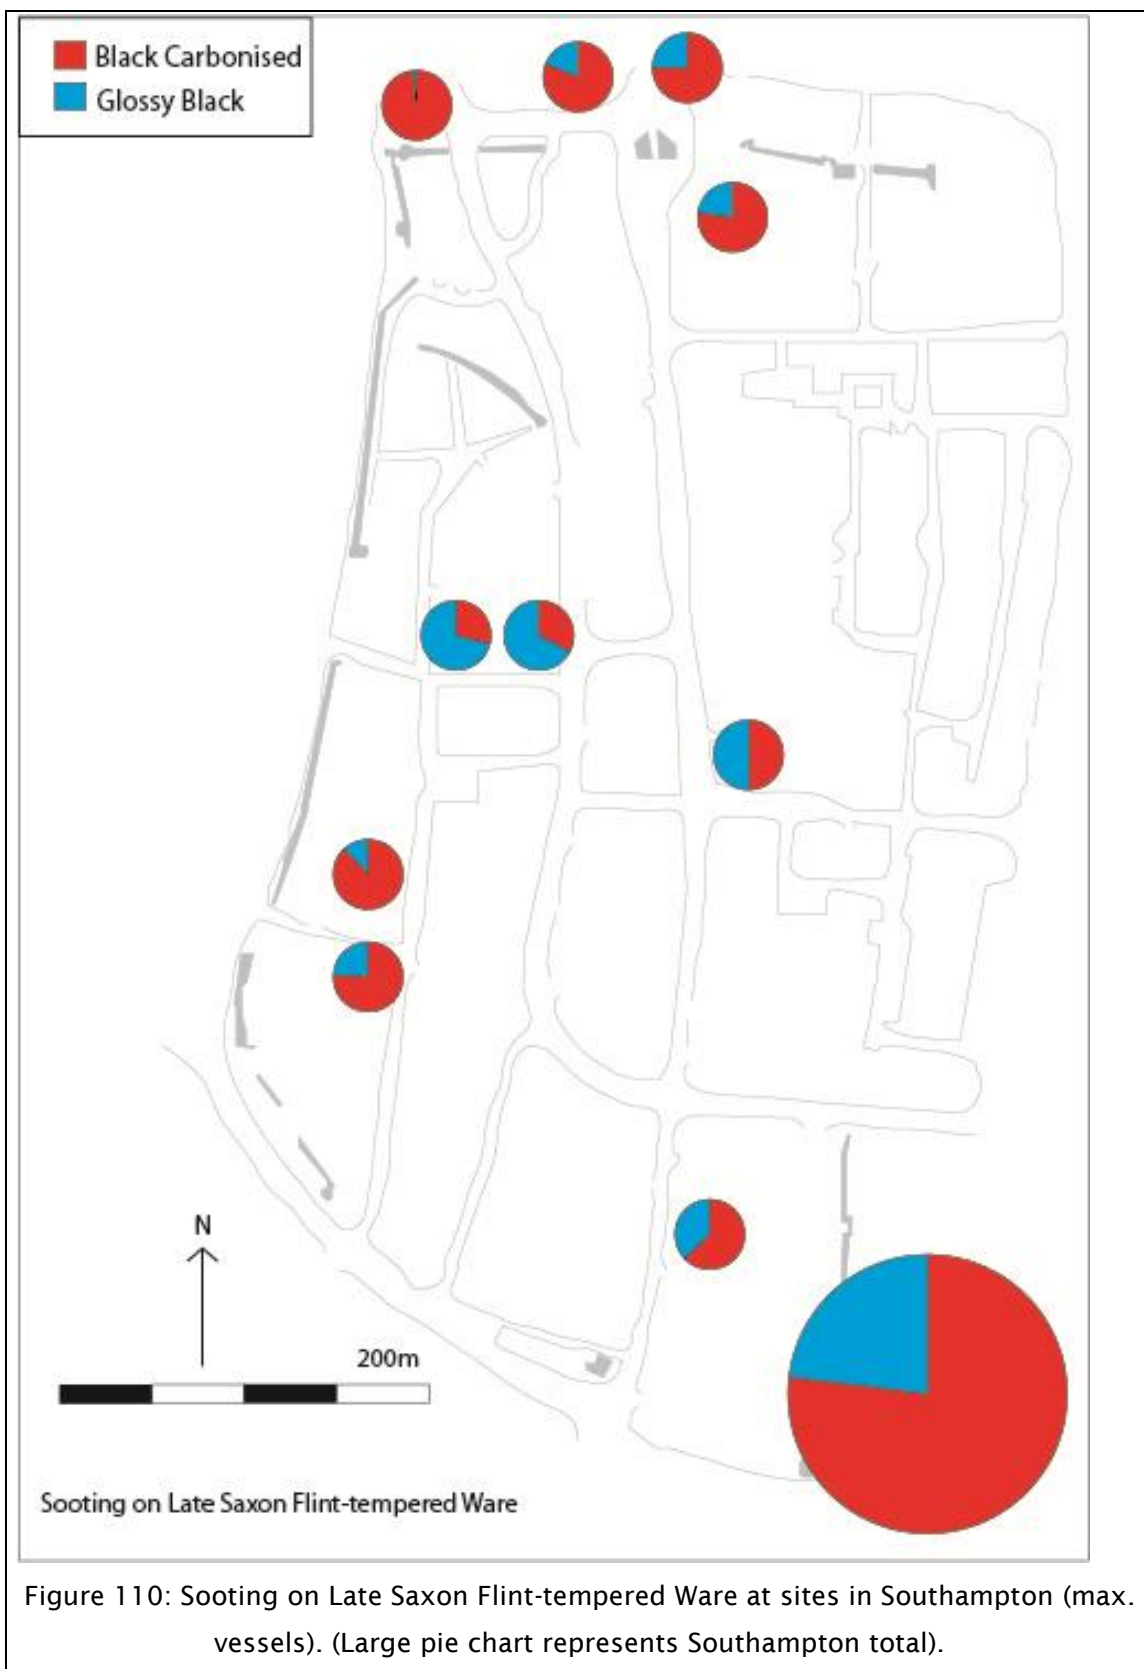 Black Carbonised
Glossy Black
N
200m
Sooting on Late Saxon Flint-tempered Ware
Figure 110: Sooting on Late Saxon Flint-tempered Ware at sites in Southampton (max.
vessels). (Large pie chart represents Southampton total).